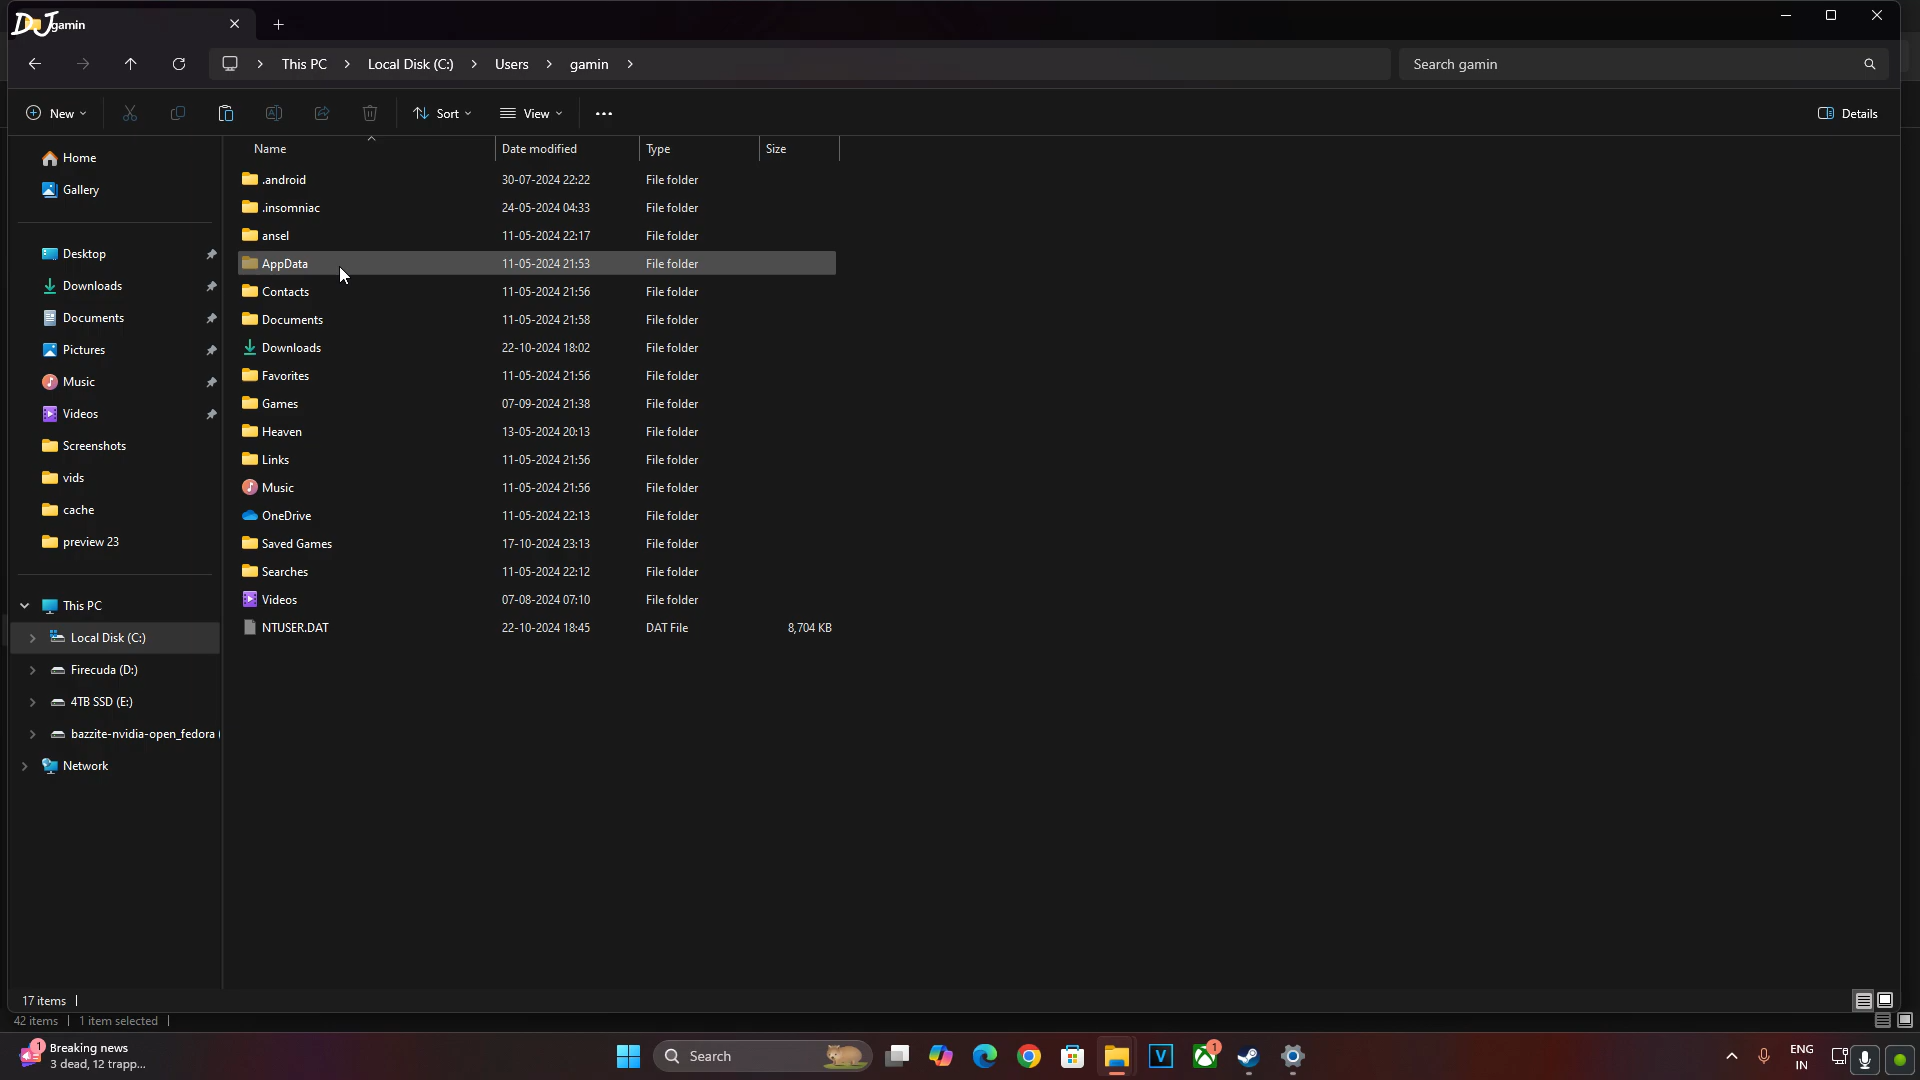 DJ
gamin
This PC
Local Disk (C:)
Users
gamin
Search gamin
New
Sort
View
Details
Name
Date modified
Type
Size
Home
Gallery
Desktop
Downloads
Documents
Pictures
Music
Videos
Screenshots
vids
cache
preview 23
This PC
Local Disk (C:)
Firecuda (D:)
4TB SSD (E:)
bazzite-nvidia-open_fedora (
Network
.android 30-07-2024 22:22 File folder
.insomniac 24-05-2024 04:33 File folder
ansel 11-05-2024 22:17 File folder
AppData 11-05-2024 21:53 File folder
Contacts 11-05-2024 21:56 File folder
Documents 11-05-2024 21:58 File folder
Downloads 22-10-2024 18:02 File folder
Favorites 11-05-2024 21:56 File folder
Games 07-09-2024 21:38 File folder
Heaven 13-05-2024 20:13 File folder
Links 11-05-2024 21:56 File folder
Music 11-05-2024 21:56 File folder
OneDrive 11-05-2024 22:13 File folder
Saved Games 17-10-2024 23:13 File folder
Searches 11-05-2024 22:12 File folder
Videos 07-08-2024 07:10 File folder
NTUSER.DAT 22-10-2024 18:45 DAT File 8,704 KB
17 items
42 items 1 item selected
1
Breaking news
3 dead, 12 trapp...
Search
V
1
ENG
IN